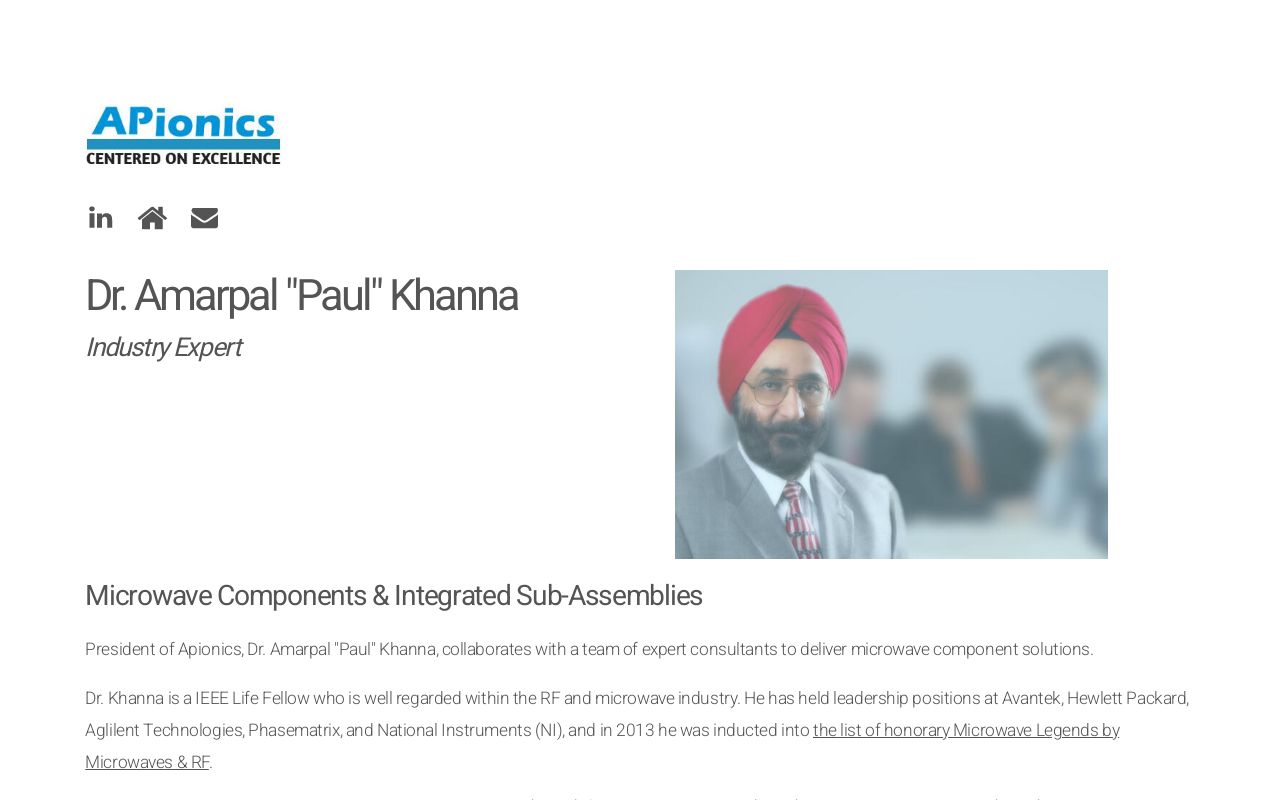 APionics
CENTERED ON EXCELLENCE
in
Dr. Amarpal "Paul" Khanna
Industry Expert
Microwave Components & Integrated Sub-Assemblies
President of Apionics, Dr. Amarpal "Paul" Khanna, collaborates with a team of expert consultants to deliver microwave component solutions.
Dr. Khanna is a IEEE Life Fellow who is well regarded within the RF and microwave industry. He has held leadership positions at Avantek, Hewlett Packard,
Aglilent Technologies, Phasematrix, and National Instruments (NI), and in 2013 he was inducted into the list of honorary Microwave Legends by
Microwaves & RF.